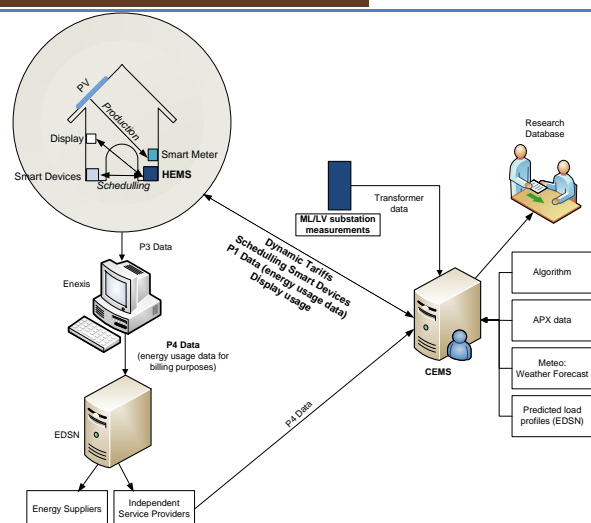 PV
Production
Display
Smart Meter
Smart Devices
HEMS
Scheduling
Research
Database
Transformer
data
ML/LV substation
measurements
Dynamic Tariffs
Schedulling Smart Devices
P1 Data (energy usage data)
Display usage
P3 Data
Enexis
P4 Data
(energy usage data for
billing purposes)
EDSN
P4 Data
CEMS
Algorithm
APX data
Meteo:
Weather Forecast
Predicted load
profiles (EDSN)
Energy Suppliers
Independent
Service Providers